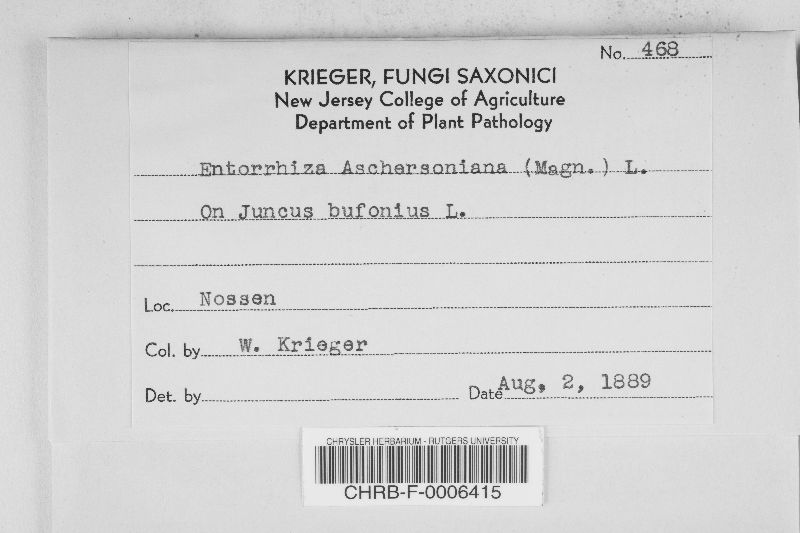 No. 468
KRIEGER, FUNGI SAXONICI
New Jersey College of Agriculture
Department of Plant Pathology
Entorrhiza Aschersoniana (Magn.) L.
On Juncus bufonius L.
Loc. Nossen
Col. by W. Krieger
Det. by Date Aug. 2, 1889
CHRYSLER HERBARIUM - RUTGERS UNIVERSITY
CHRB-F-0006415